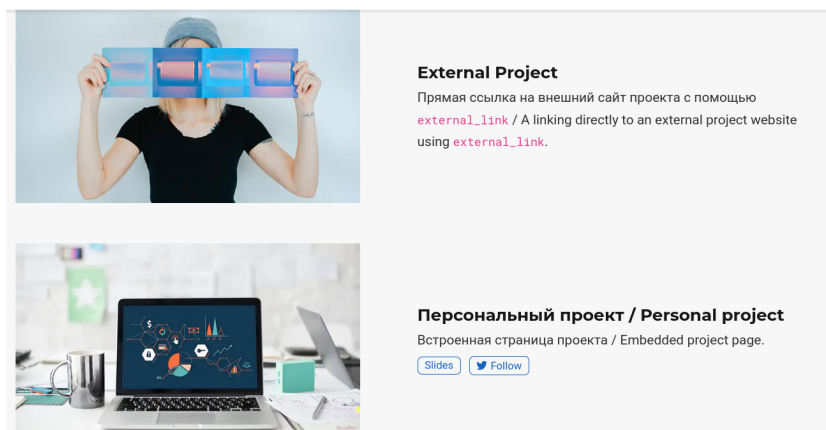 External Project
Прямая ссылка на внешний сайт проекта с помощью
external_link / A linking directly to an external project website
using external_link.
Персональный проект / Personal project
Встроенная страница проекта / Embedded project page.
Slides Follow